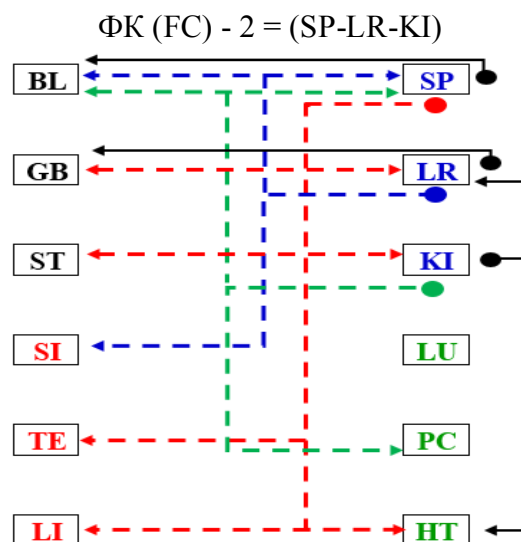 ФК (FC) - 2 = (SP-LR-KI)
BL SP
GB LR
ST KI
SI LU
TE PC
LI HT